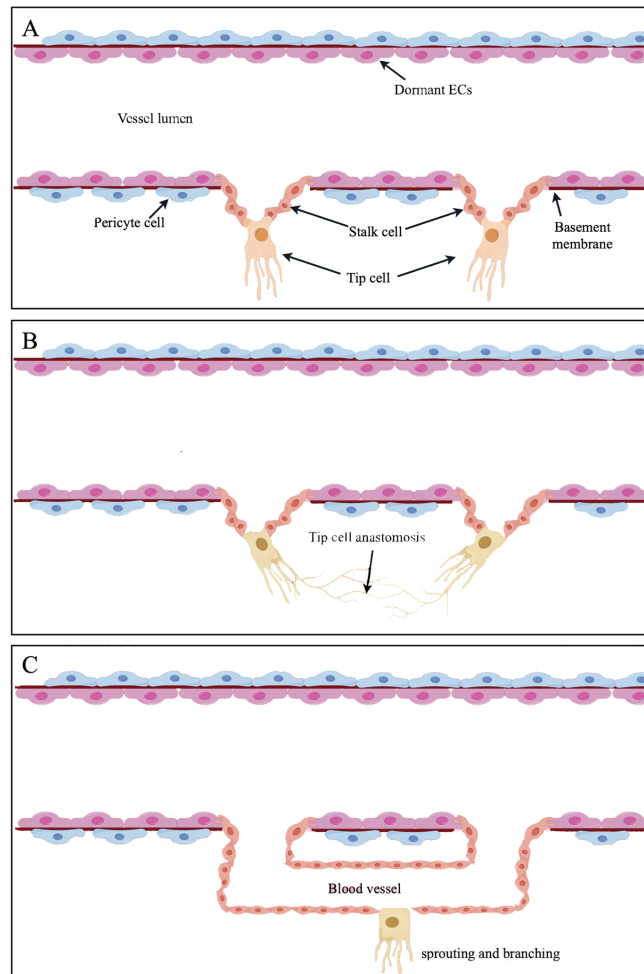 A
Dormant ECs
Vessel lumen
Pericyte cell
Stalk cell
Basement
membrane
Tip cell
B
Tip cell anastomosis
C
Blood vessel
sprouting and branching